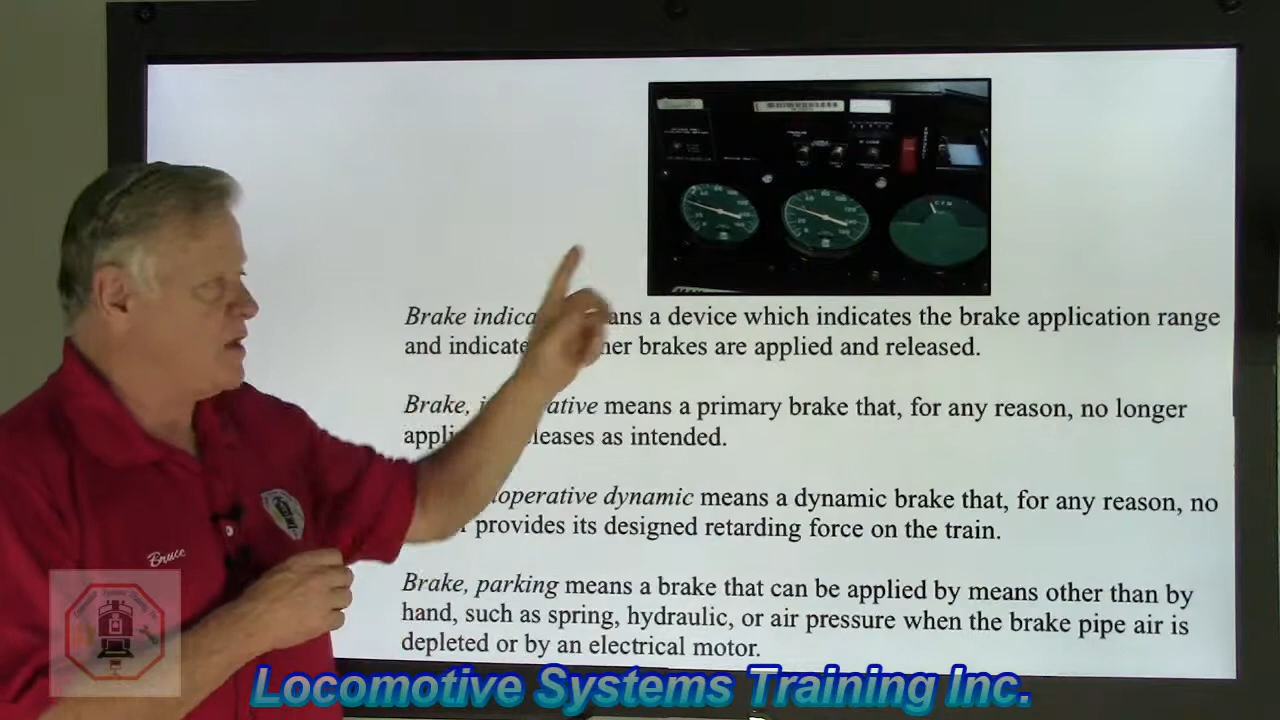 Brake indica ans a device which indicates the brake application range
and indicate her brakes are applied and released.
Brake, i ative means a primary brake that, for any reason, no longer
appli leases as intended.
noperative dynamic means a dynamic brake that, for any reason, no
r provides its designed retarding force on the train.
Brake, parking means a brake that can be applied by means other than by
hand, such as spring, hydraulic, or air pressure when the brake pipe air is
depleted or by an electrical motor.
Bruce
Locomotive Systems Training Inc.